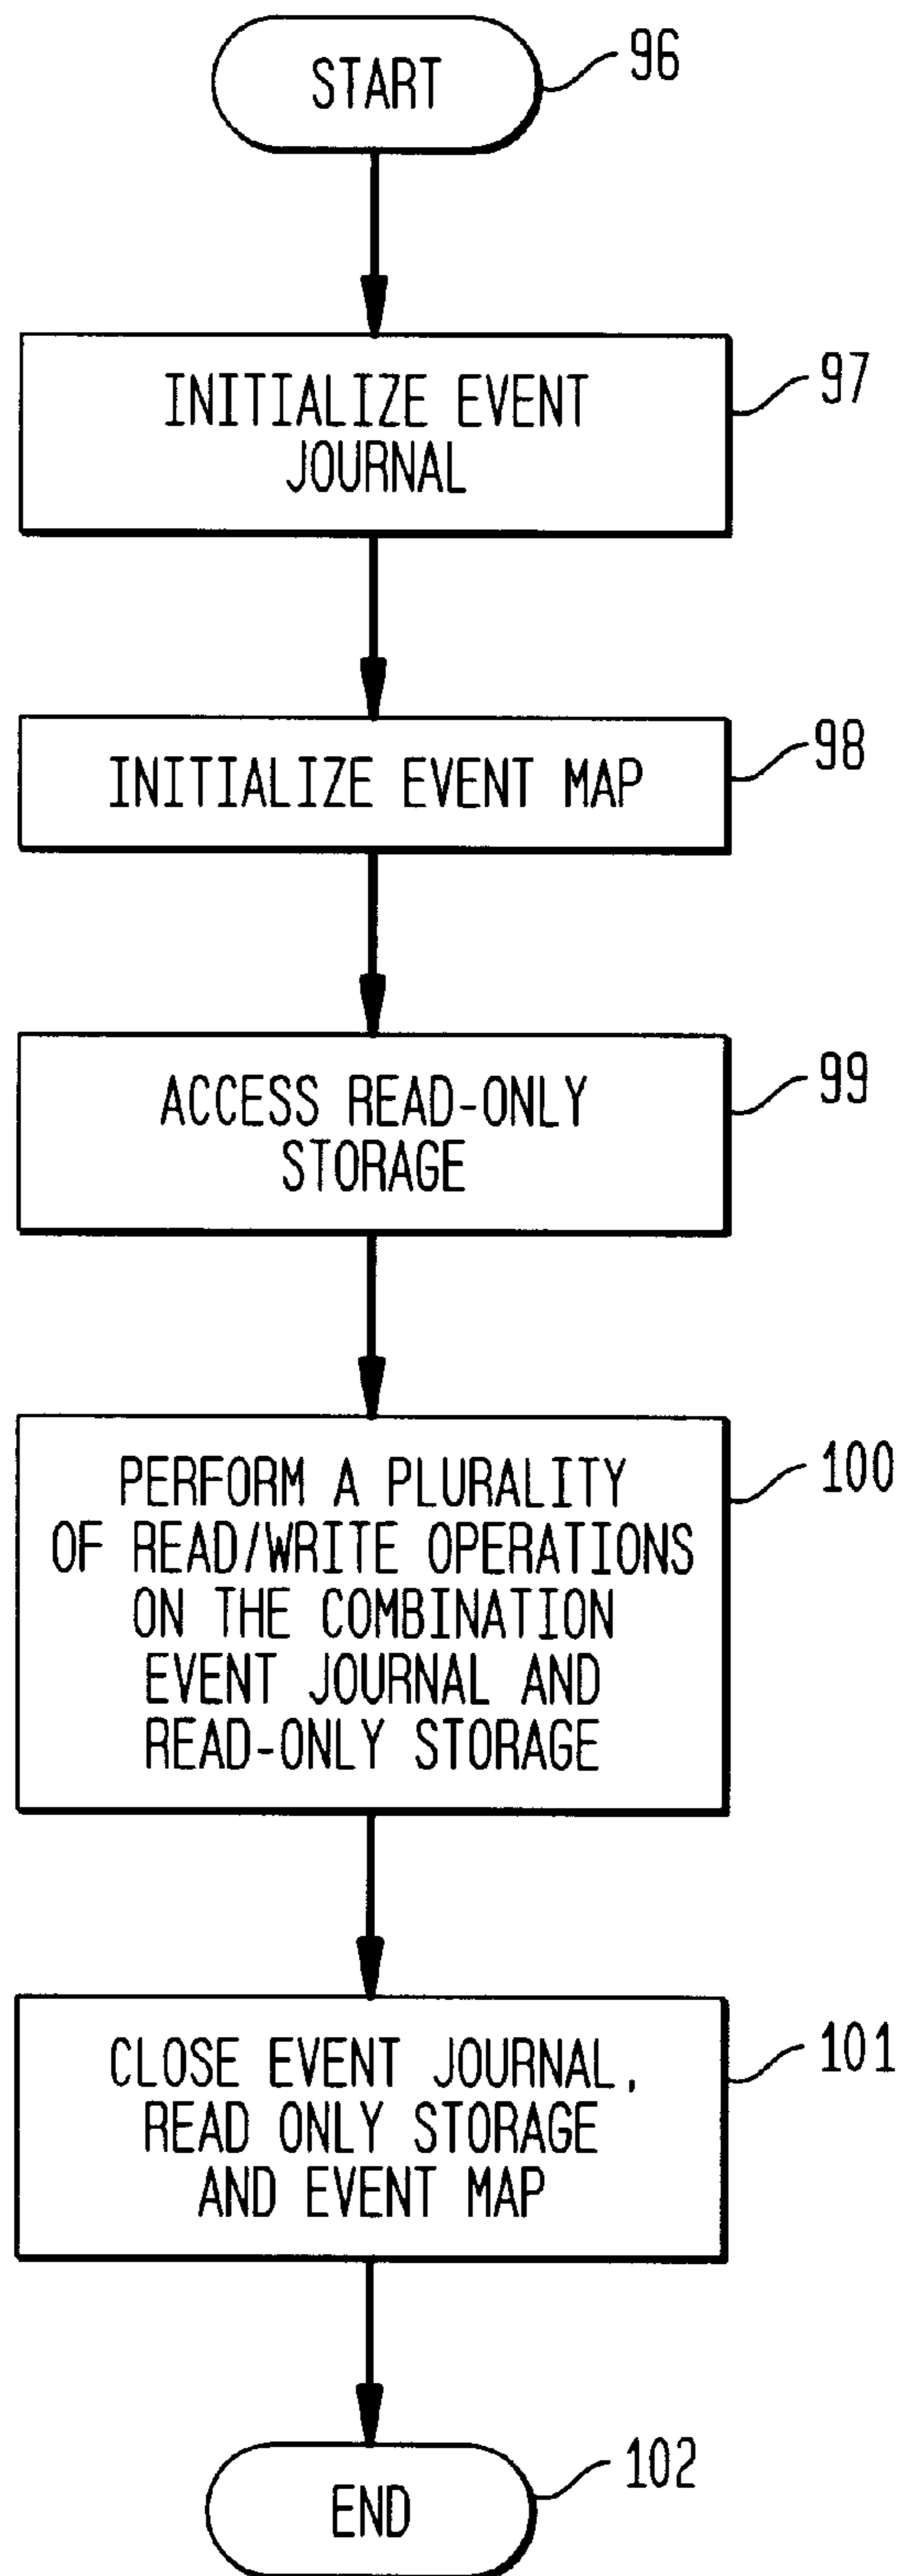 START
96
INITIALIZE EVENT
JOURNAL
97
INITIALIZE EVENT MAP
98
ACCESS READ-ONLY
STORAGE
99
PERFORM A PLURALITY
OF READ/WRITE OPERATIONS
ON THE COMBINATION
EVENT JOURNAL AND
READ-ONLY STORAGE
100
CLOSE EVENT JOURNAL,
READ ONLY STORAGE
AND EVENT MAP
101
END
102